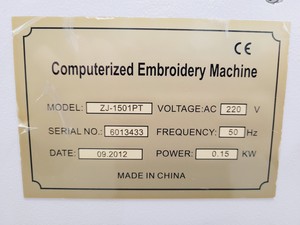 CE
Computerized Embroidery Machine
MODEL: ZJ-1501PT VOLTAGE:AC 220 V
SERIAL NO.: 6013433 FREQUENCY: 50 Hz
DATE: 09.2012 POWER: 0.15 KW
MADE IN CHINA